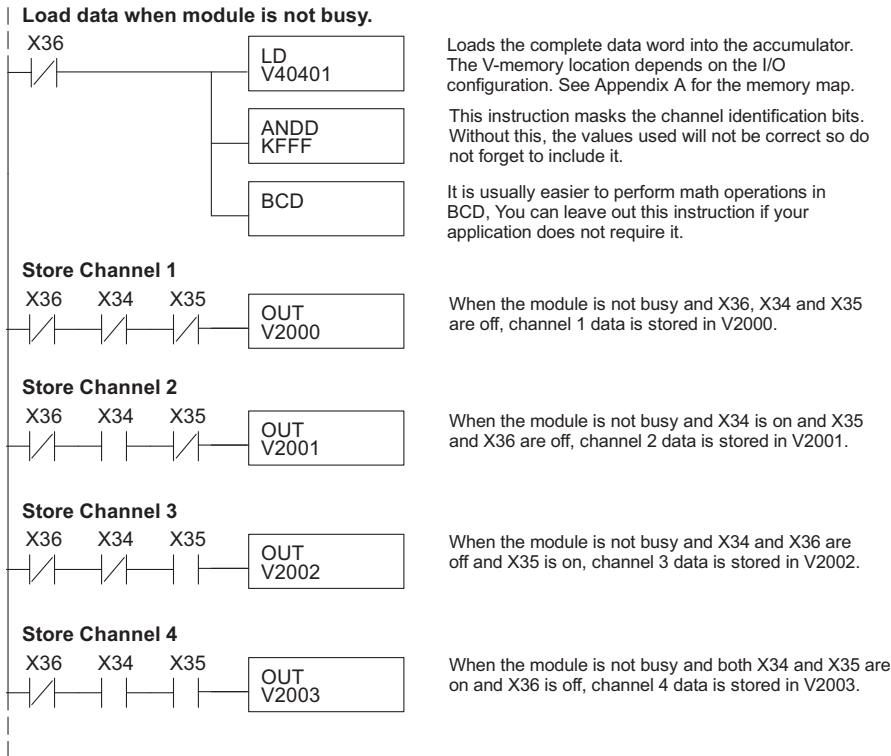 Load data when module is not busy.
X36
LD
V40401
Loads the complete data word into the accumulator.
The V-memory location depends on the I/O
configuration. See Appendix A for the memory map.
ANDD
KFFF
This instruction masks the channel identification bits.
Without this, the values used will not be correct so do
not forget to include it.
BCD
It is usually easier to perform math operations in
BCD, You can leave out this instruction if your
application does not require it.
Store Channel 1
X36 X34 X35
OUT
V2000
When the module is not busy and X36, X34 and X35
are off, channel 1 data is stored in V2000.
Store Channel 2
X36 X34 X35
OUT
V2001
When the module is not busy and X34 is on and X35
and X36 are off, channel 2 data is stored in V2001.
Store Channel 3
X36 X34 X35
OUT
V2002
When the module is not busy and X34 and X36 are
off and X35 is on, channel 3 data is stored in V2002.
Store Channel 4
X36 X34 X35
OUT
V2003
When the module is not busy and both X34 and X35 are
on and X36 is off, channel 4 data is stored in V2003.